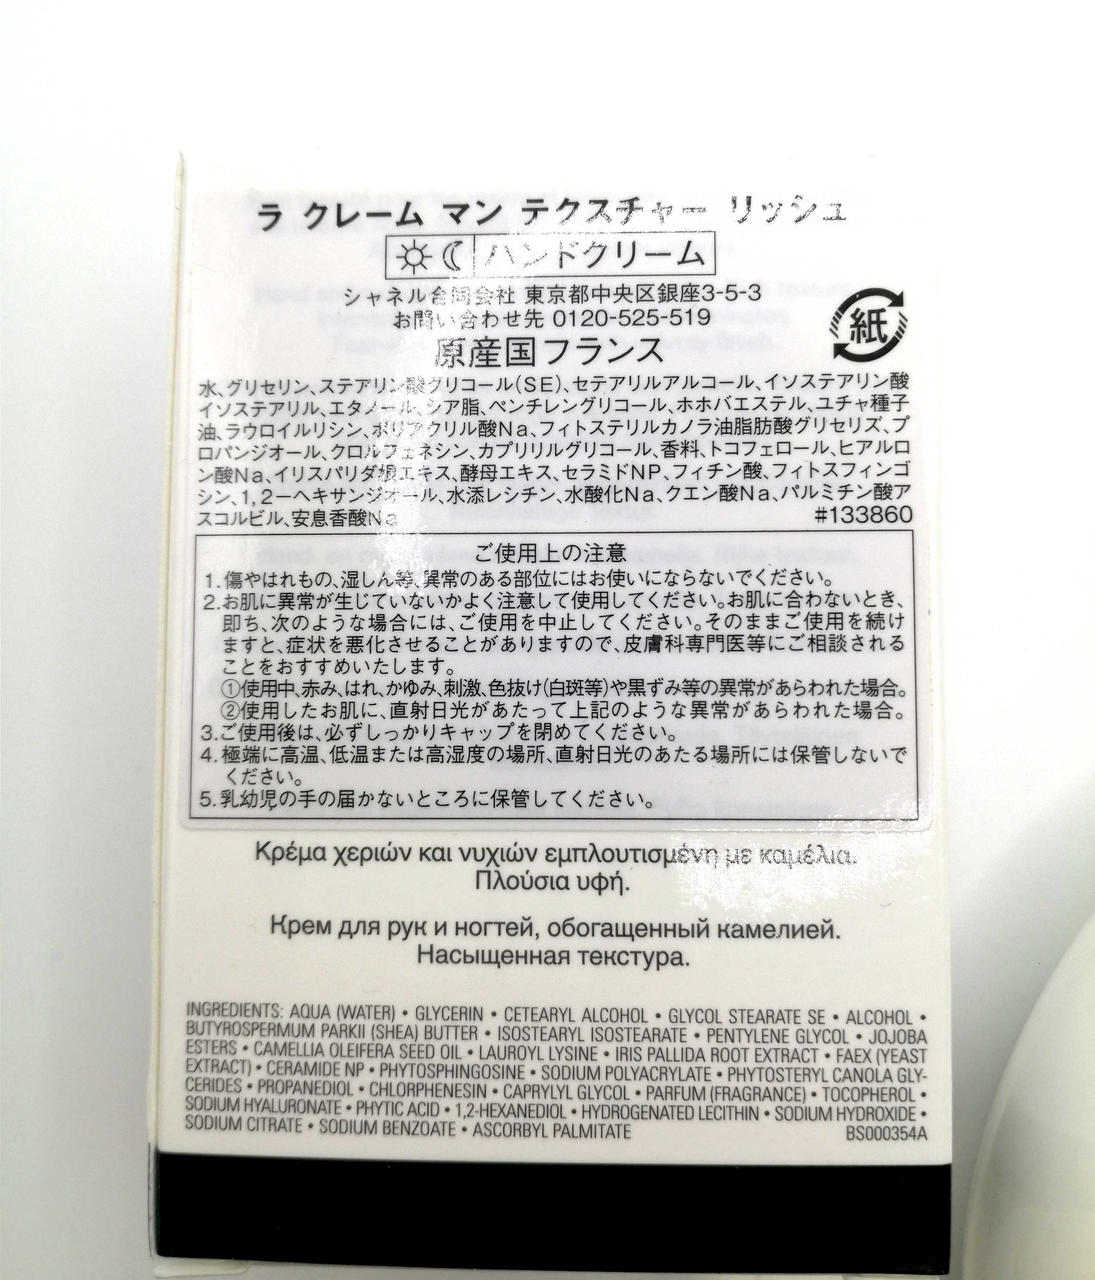 ラ クレーム マン テクスチャー リッシュ
ハンドクリーム
シャネル合同会社 東京都中央区銀座3-5-3
お問い合わせ先 0120-525-519
紙
原産国フランス
水、グリセリン、ステアリン酸グリコール(SE)、セテアリルアルコール、イソステアリン酸
イソステアリル、エタノール、シア脂、ペンチレングリコール、ホホバエステル、ユチャ種子
油、ラウロイルリシン、ポリアクリル酸Na、フィトステリルカノラ油脂肪酸グリセリズ、プ
ロパンジオール、クロルフェネシン、カプリリルグリコール、香料、トコフェロール、ヒアルロ
ン酸Na、イリスパリダ根エキス、酵母エキス、セラミドNP、フィチン酸、フィトスフィンゴ
シン、1,2－ヘキサンジオール、水添レシチン、水酸化Na、クエン酸Na、パルミチン酸ア
スコルビル、安息香酸Na
#133860
ご使用上の注意
1.傷やはれもの、湿しん等、異常のある部位にはお使いにならないでください。
2.お肌に異常が生じていないかよく注意して使用してください。お肌に合わないとき、
即ち、次のような場合には、ご使用を中止してください。そのままご使用を続け
ますと、症状を悪化させることがありますので、皮膚科専門医等にご相談される
ことをおすすめいたします。
①使用中、赤み、はれ、かゆみ、刺激、色抜け(白斑等)や黒ずみ等の異常があらわれた場合。
②使用したお肌に、直射日光があたって上記のような異常があらわれた場合。
3.ご使用後は、必ずしっかりキャップを閉めてください。
4.極端に高温、低温または高湿度の場所、直射日光のあたる場所には保管しないで
ください。
5.乳幼児の手の届かないところに保管してください。
Κρέμα χεριών και νυχιών εμπλουτισμένη με καμέλια.
Πλούσια υφή.
Крем для рук и ногтей, обогащенный камелией.
Насыщенная текстура.
INGREDIENTS: AQUA (WATER) • GLYCERIN • CETEARYL ALCOHOL • GLYCOL STEARATE SE • ALCOHOL •
BUTYROSPERMUM PARKII (SHEA) BUTTER • ISOSTEARYL ISOSTEARATE • PENTYLENE GLYCOL • JOJOBA
ESTERS • CAMELLIA OLEIFERA SEED OIL • LAUROYL LYSINE • IRIS PALLIDA ROOT EXTRACT • FAEX (YEAST
EXTRACT) • CERAMIDE NP • PHYTOSPHINGOSINE • SODIUM POLYACRYLATE • PHYTOSTERYL CANOLA GLY-
CERIDES • PROPANEDIOL • CHLORPHENESIN • CAPRYLYL GLYCOL • PARFUM (FRAGRANCE) • TOCOPHEROL •
SODIUM HYALURONATE • PHYTIC ACID • 1,2-HEXANEDIOL • HYDROGENATED LECITHIN • SODIUM HYDROXIDE •
SODIUM CITRATE • SODIUM BENZOATE • ASCORBYL PALMITATE
BS000354A